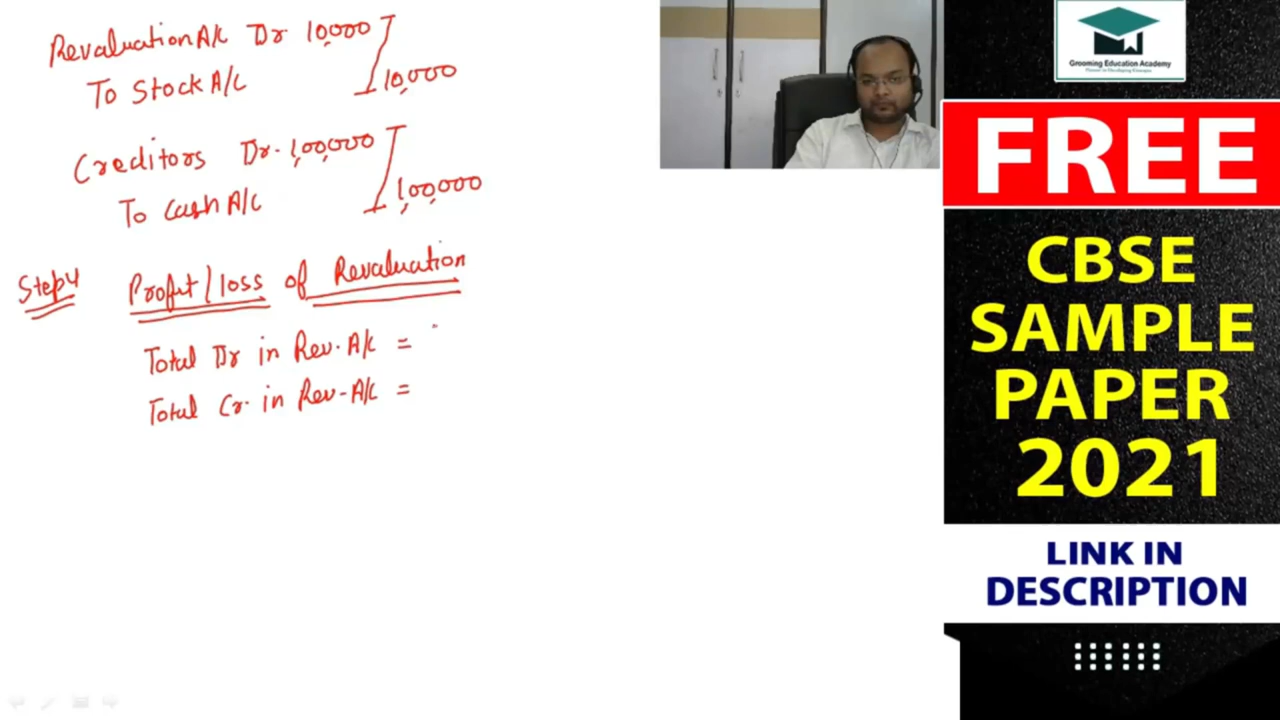 Revaluation A/c Dr. 10,000
To Stock A/C 10,000
Creditors Dr. 1,00,000
To Cash A/C 1,00,000
Step 4 Profit/loss of Revaluation
Total Dr in Rev. A/c =
Total Cr. in Rev. A/c =
Grooming Education Academy
FREE
CBSE
SAMPLE
PAPER
2021
LINK IN
DESCRIPTION